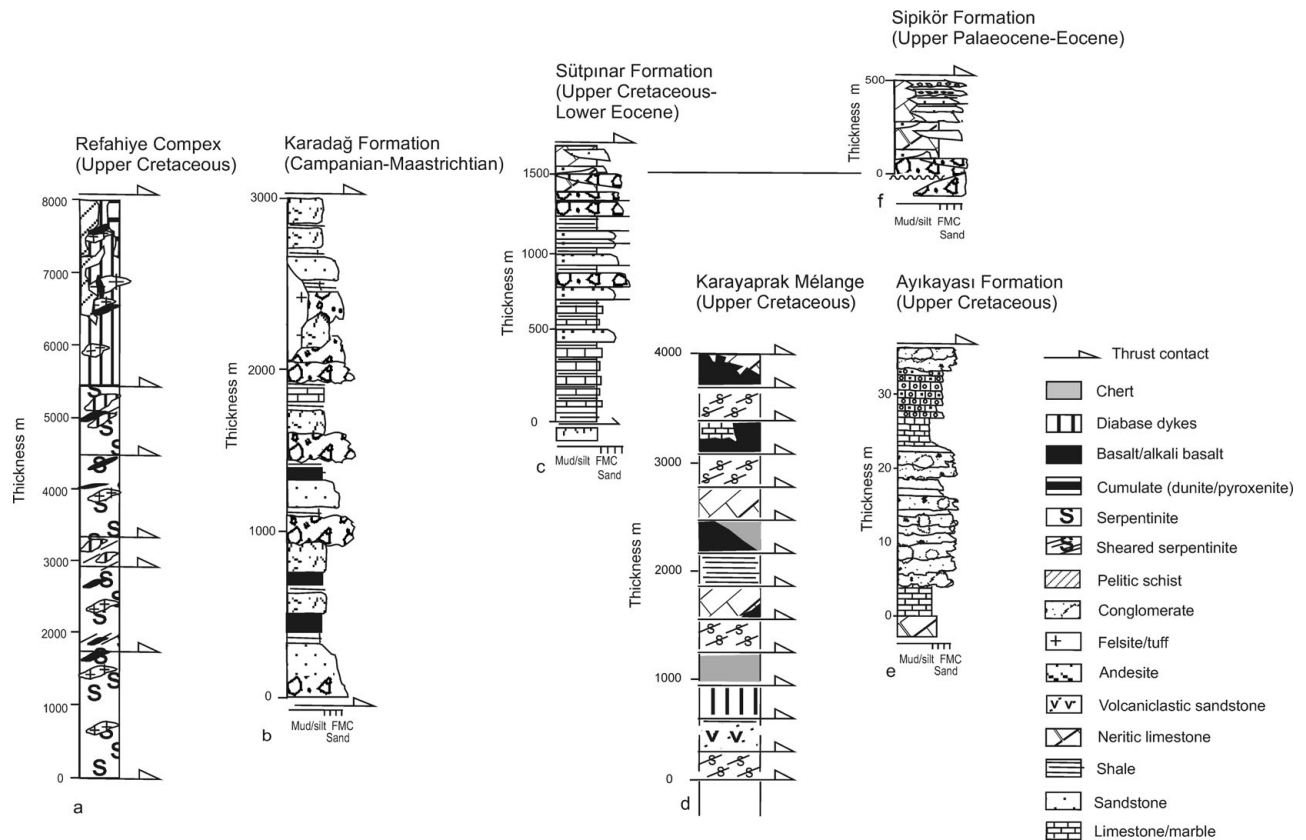 Refahiye Compex
(Upper Cretaceous)
Thickness m
8000
7000
6000
5000
4000
3000
2000
1000
0
a
Karadağ Formation
(Campanian-Maastrichtian)
Thickness m
3000
2000
1000
0
Mud/silt FMC
Sand
b
Sütpınar Formation
(Upper Cretaceous-
Lower Eocene)
Thickness m
1500
1000
500
0
Mud/silt FMC
Sand
c
Karayaprak Mélange
(Upper Cretaceous)
Thickness m
4000
3000
2000
1000
0
d
Sipikör Formation
(Upper Palaeocene-Eocene)
Thickness m
500
0
f
Mud/silt FMC
Sand
Ayıkayası Formation
(Upper Cretaceous)
Thickness m
30
20
10
0
Mud/silt FMC
Sand
e
Thrust contact
Chert
Diabase dykes
Basalt/alkali basalt
Cumulate (dunite/pyroxenite)
Serpentinite
Sheared serpentinite
Pelitic schist
Conglomerate
Felsite/tuff
Andesite
Volcaniclastic sandstone
Neritic limestone
Shale
Sandstone
Limestone/marble